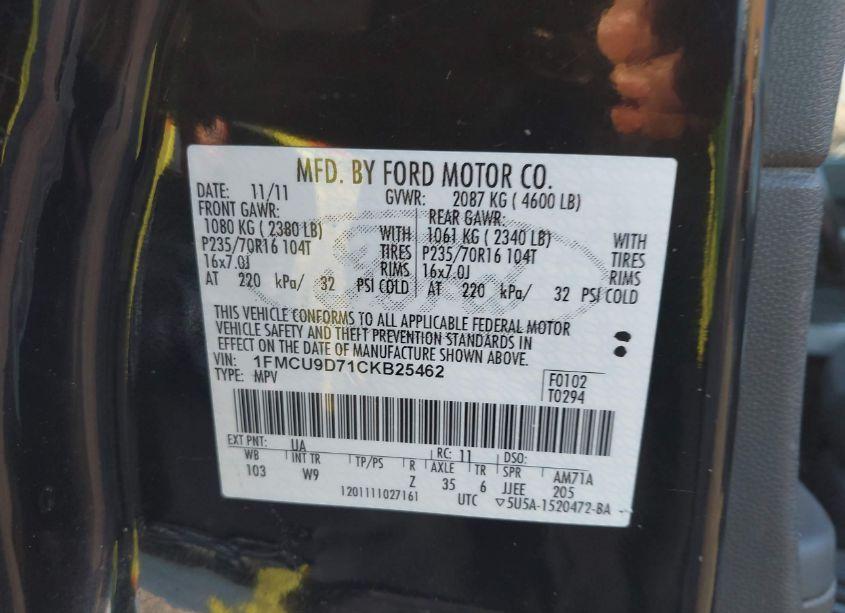 MFD. BY FORD MOTOR CO.
DATE: 11/11 GVWR: 2087 KG ( 4600 LB)
FRONT GAWR: REAR GAWR:
1080 KG ( 2380 LB) WITH 1061 KG ( 2340 LB) WITH
P235/70R16 104T TIRES P235/70R16 104T TIRES
16x7.0J RIMS 16x7.0J RIMS
AT 220 kPa/ 32 PSI COLD AT 220 kPa/ 32 PSI COLD
THIS VEHICLE CONFORMS TO ALL APPLICABLE FEDERAL MOTOR
VEHICLE SAFETY AND THEFT PREVENTION STANDARDS IN
EFFECT ON THE DATE OF MANUFACTURE SHOWN ABOVE.
VIN: 1FMCU9D71CKB25462
TYPE: MPV
F0102
T0294
EXT PNT: UA RC: 11 DSO:
WB INT TR TP/PS R AXLE TR SPR AM71A
103 W9 Z 35 6 JJEE 205
1201111027161 UTC ▽5U5A-1520472-BA